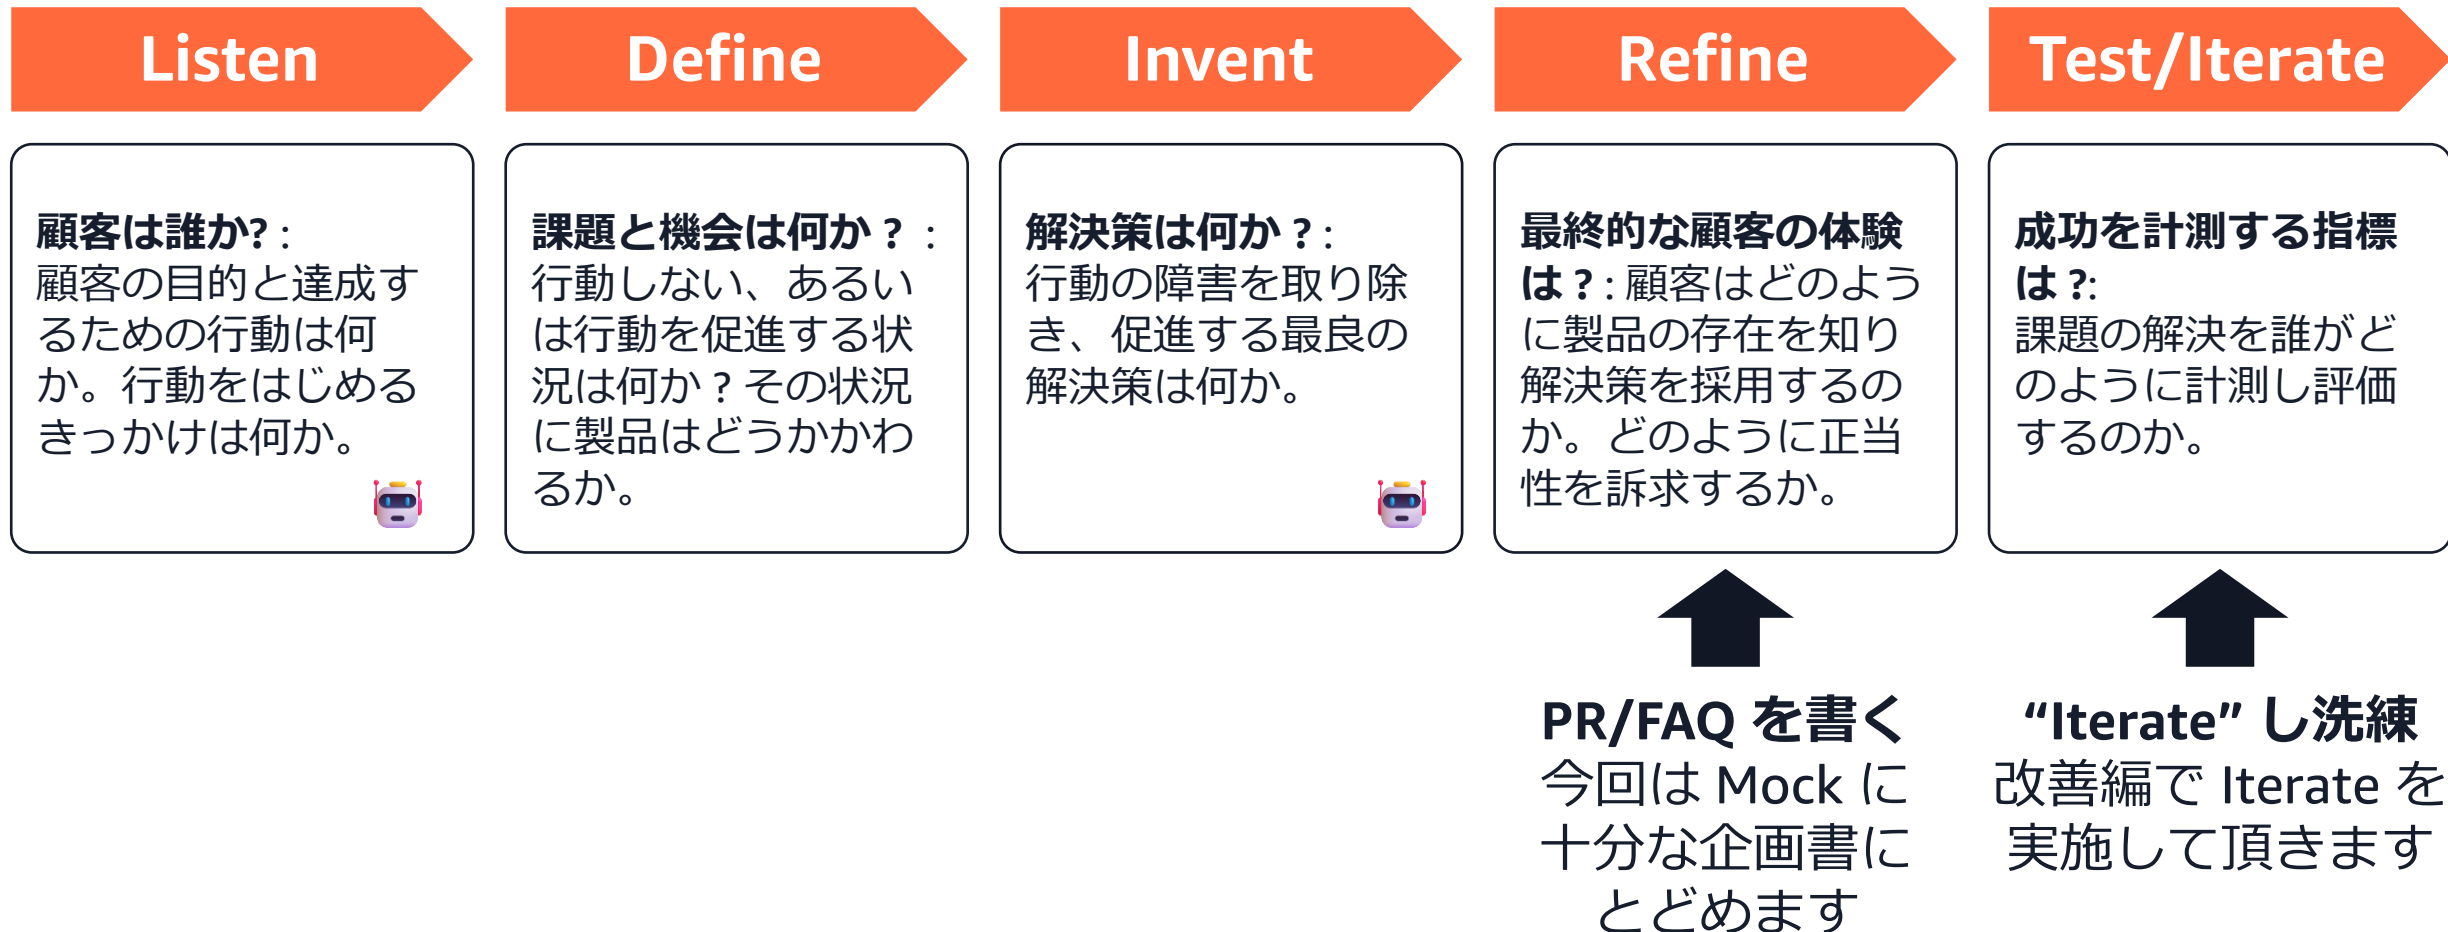 Listen
Define
Invent
Refine
Test/Iterate
顧客は誰か? :
顧客の目的と達成す
るための行動は何
か。行動をはじめる
きっかけは何か。
課題と機会は何か ? :
行動しない、あるい
は行動を促進する状
況は何か ? その状況
に製品はどうかかわ
るか。
解決策は何か ? :
行動の障害を取り除
き、促進する最良の
解決策は何か。
最終的な顧客の体験
は ? : 顧客はどのよう
に製品の存在を知り
解決策を採用するの
か。どのように正当
性を訴求するか。
成功を計測する指標
は ?:
課題の解決を誰がど
のように計測し評価
するのか。
PR/FAQ を書く
今回は Mock に
十分な企画書に
とどめます
“Iterate” し洗練
改善編で Iterate を
実施して頂きます